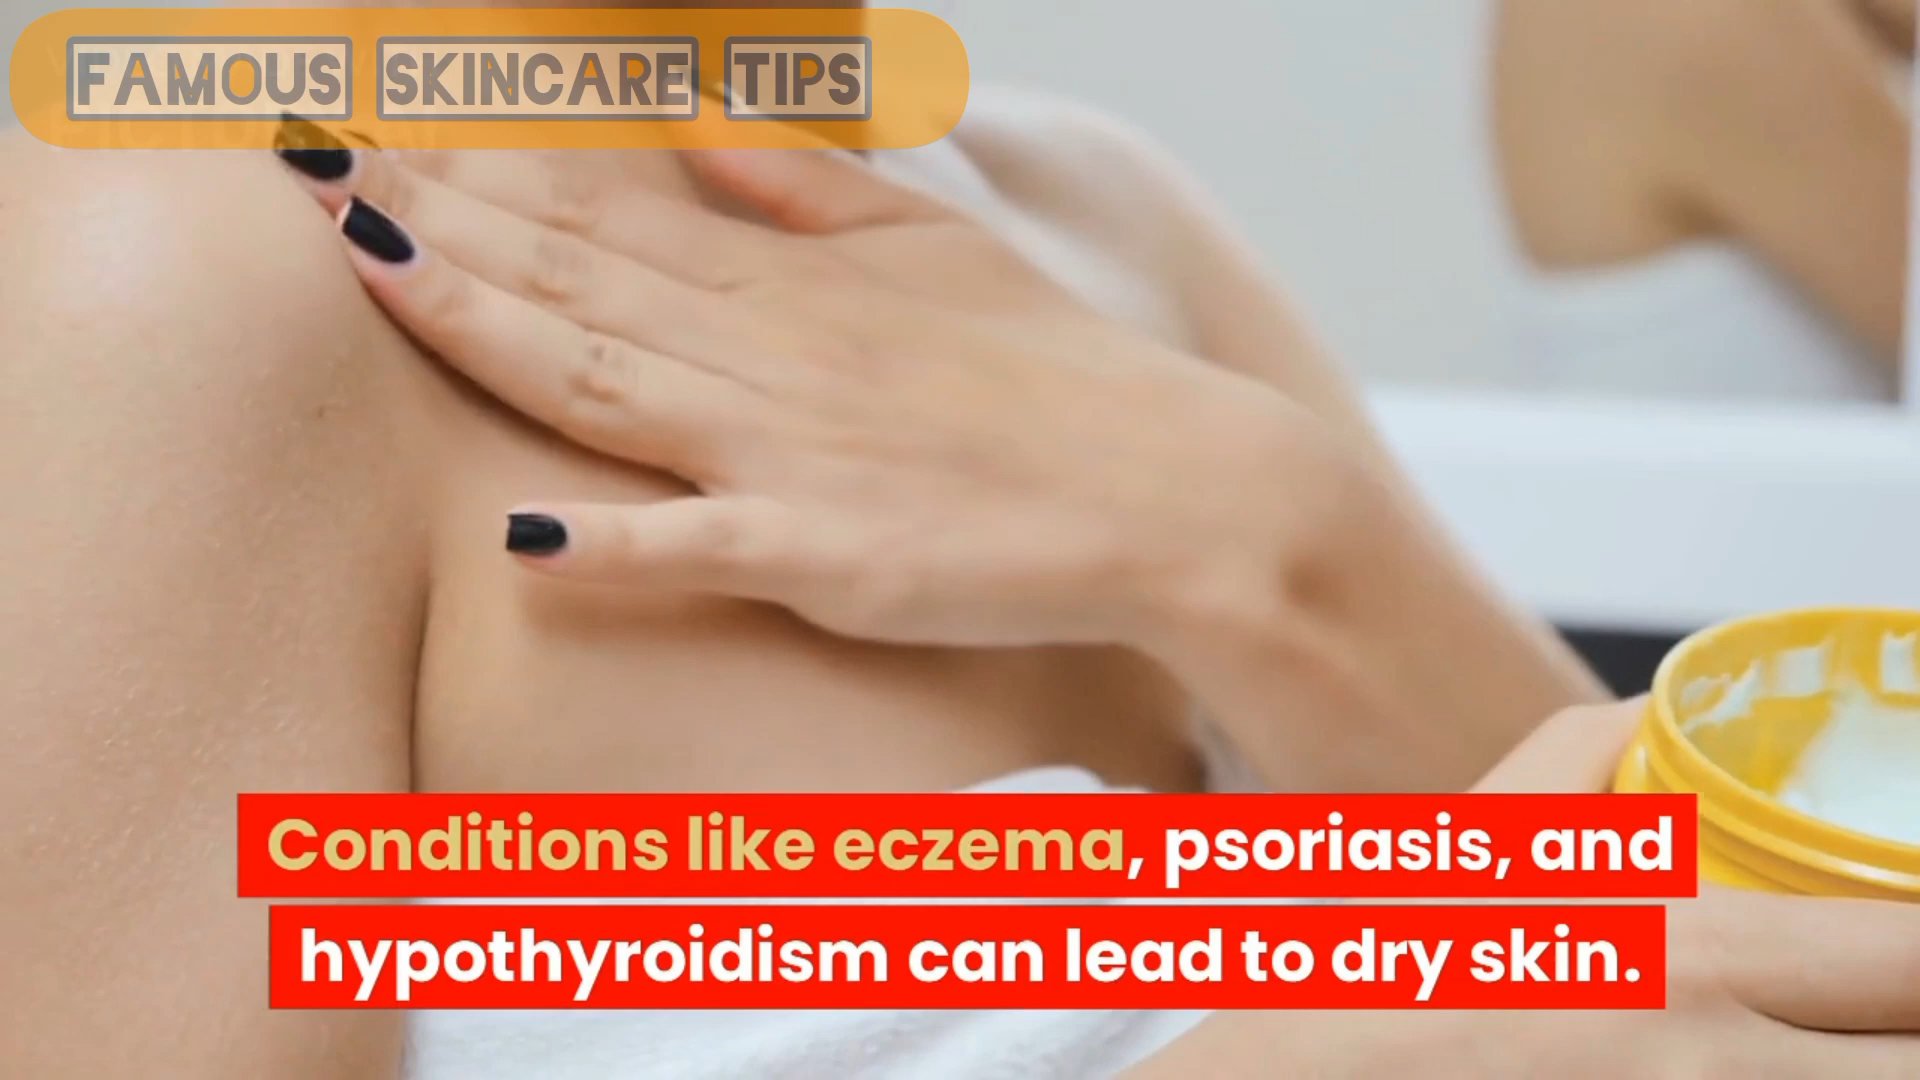 FAMOUS SKINCARE TIPS
Conditions like eczema, psoriasis, and
hypothyroidism can lead to dry skin.